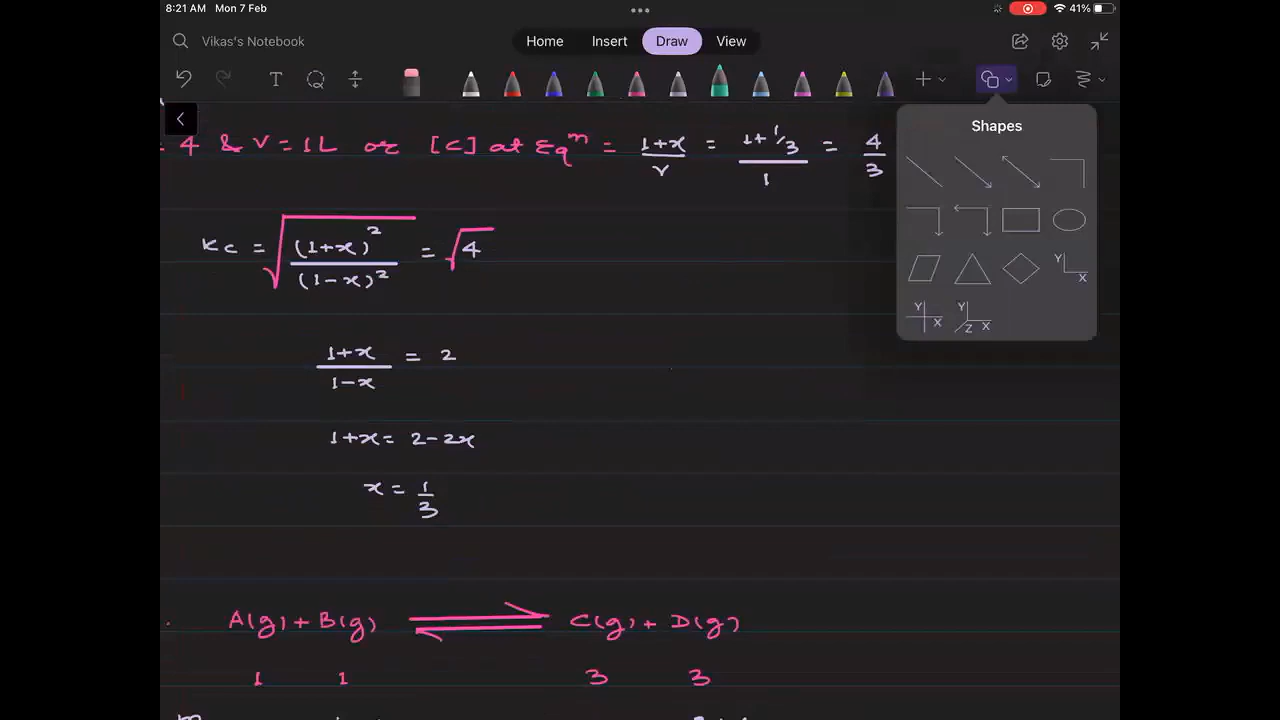 8:21 AM Mon 7 Feb
41%
Vikas's Notebook
Home Insert Draw View
T
Shapes
Y X
Y X Y Z X
4 & V = 1L or [C] at Eqᵐ = 1+x/V = 1+1/3/1 = 4/3
Kc = √((1+x)²/(1-x)²) = √4
1+x/1-x = 2
1+x = 2-2x
x = 1/3
A(g) + B(g) ⇌ C(g) + D(g)
1 1 3 3